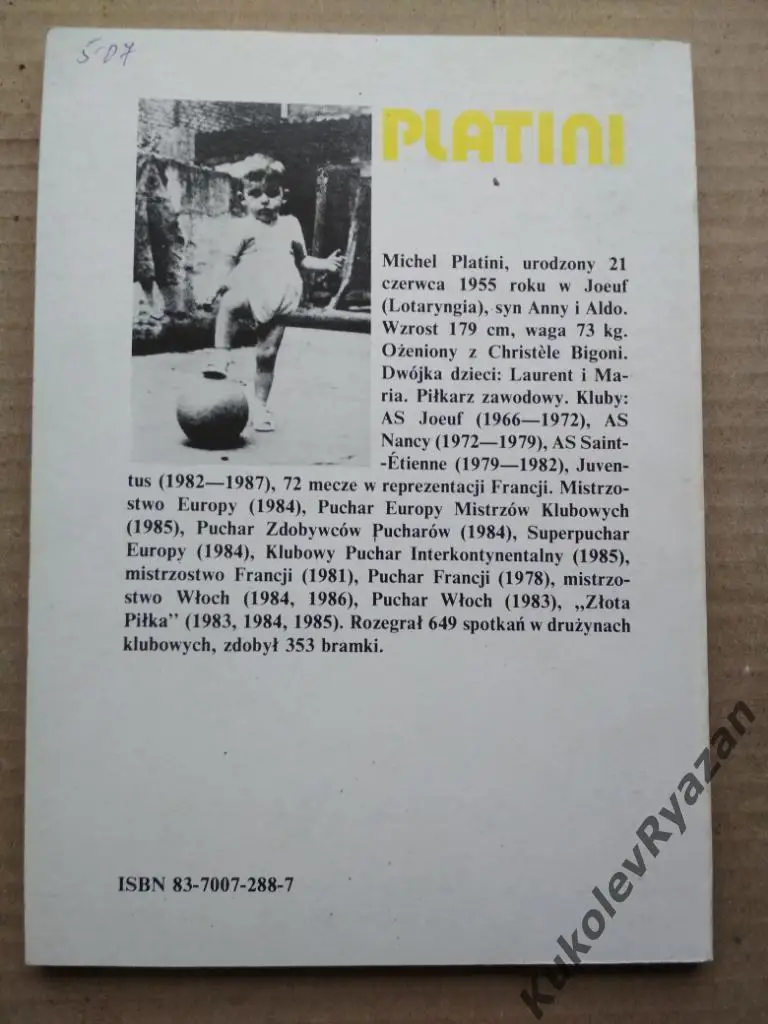 5-07
PLATINI
Michel Platini, urodzony 21
czerwca 1955 roku w Joeuf
(Lotaryngia), syn Anny i Aldo.
Wzrost 179 cm, waga 73 kg.
Ożeniony z Christèle Bigoni.
Dwójka dzieci: Laurent i Ma-
ria. Piłkarz zawodowy. Kluby:
AS Joeuf (1966—1972), AS
Nancy (1972—1979), AS Saint-
-Étienne (1979—1982), Juven-
tus (1982—1987), 72 mecze w reprezentacji Francji. Mistrzo-
stwo Europy (1984), Puchar Europy Mistrzów Klubowych
(1985), Puchar Zdobywców Pucharów (1984), Superpuchar
Europy (1984), Klubowy Puchar Interkontynentalny (1985),
mistrzostwo Francji (1981), Puchar Francji (1978), mistrzo-
stwo Włoch (1984, 1986), Puchar Włoch (1983), „Złota
Piłka” (1983, 1984, 1985). Rozegrał 649 spotkań w drużynach
klubowych, zdobył 353 bramki.
ISBN 83-7007-288-7
KukolevRyazan